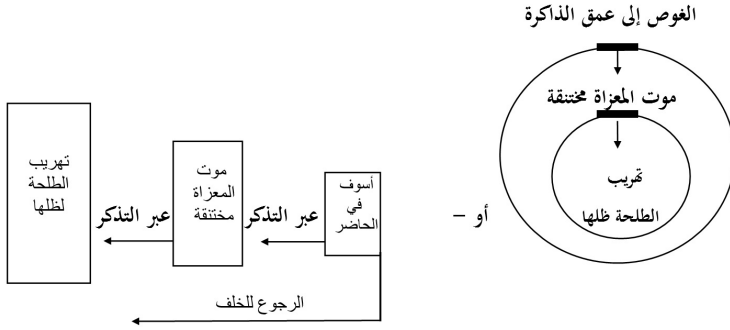 الغوص إلى عمق الذاكرة
موت المعزاة مختنقة
تهريب
الطلحة ظلها
أو –
أسوف
في
الحاضر
عبر التذكر
موت
المعزاة
مختنقة
عبر التذكر
تهريب
الطلحة
لظلها
الرجوع للخلف